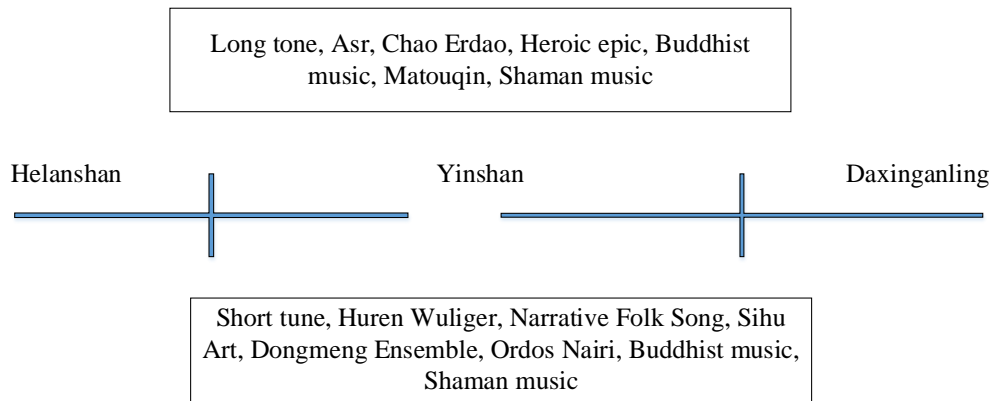 Long tone, Asr, Chao Erdao, Heroic epic, Buddhist
music, Matouqin, Shaman music
Helanshan Yinshan Daxinganling
Short tune, Huren Wuliger, Narrative Folk Song, Sihu
Art, Dongmeng Ensemble, Ordos Nairi, Buddhist music,
Shaman music